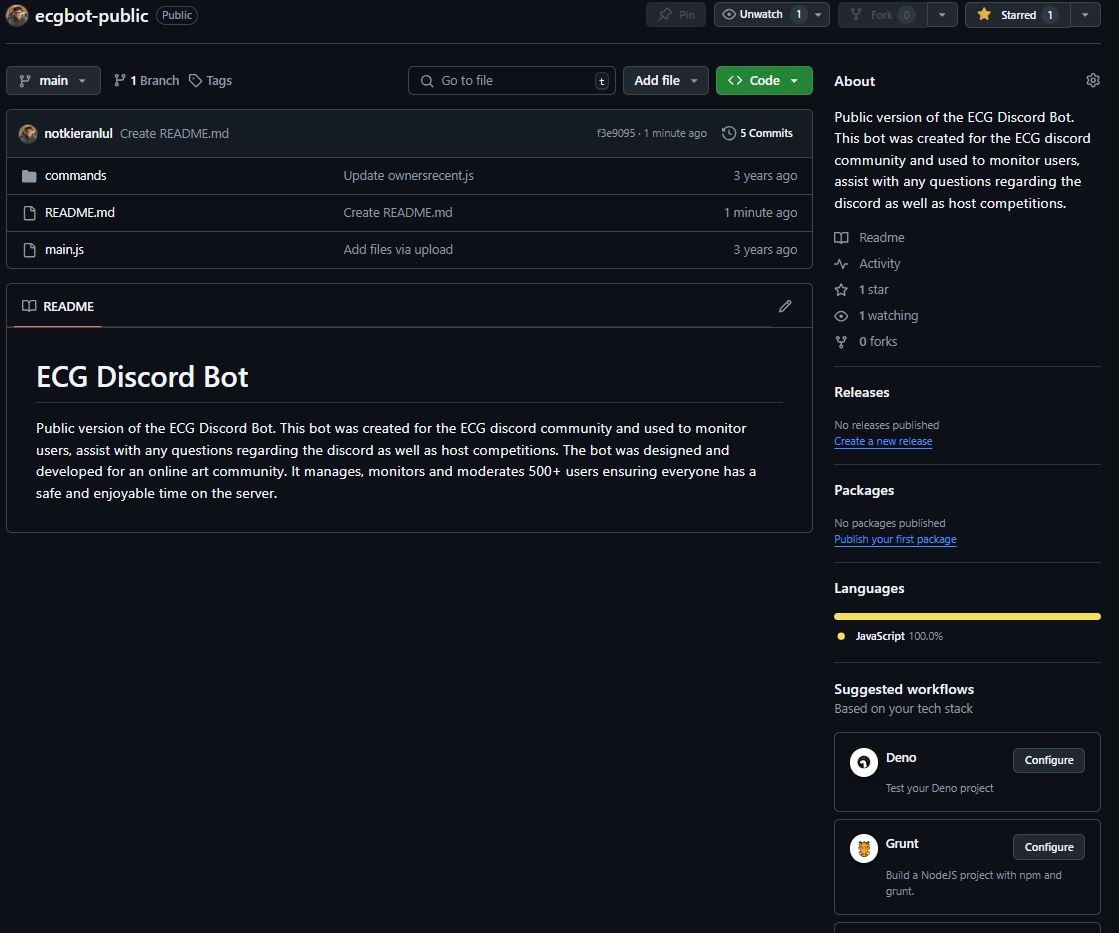 ecgbot-public Public Pin Unwatch 1 Fork 0 Starred 1
main 1 Branch Tags Go to file t Add file Code
notkieranlul Create README.md f3e9095 · 1 minute ago 5 Commits
commands Update ownersrecent.js 3 years ago
README.md Create README.md 1 minute ago
main.js Add files via upload 3 years ago
README
ECG Discord Bot
Public version of the ECG Discord Bot. This bot was created for the ECG discord community and used to monitor
users, assist with any questions regarding the discord as well as host competitions. The bot was designed and
developed for an online art community. It manages, monitors and moderates 500+ users ensuring everyone has a
safe and enjoyable time on the server.
About
Public version of the ECG Discord Bot.
This bot was created for the ECG discord
community and used to monitor users,
assist with any questions regarding the
discord as well as host competitions.
Readme
Activity
1 star
1 watching
0 forks
Releases
No releases published
Create a new release
Packages
No packages published
Publish your first package
Languages
JavaScript 100.0%
Suggested workflows
Based on your tech stack
Deno Configure
Test your Deno project
Grunt Configure
Build a NodeJS project with npm and
grunt.